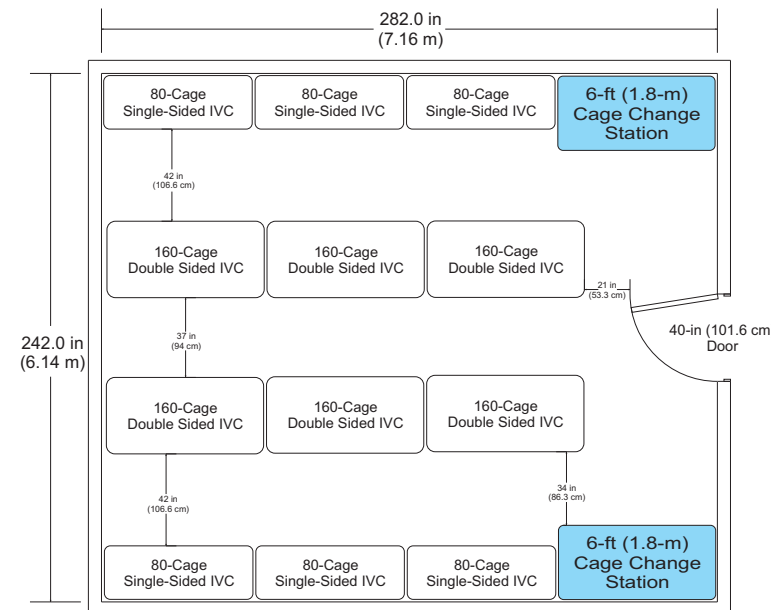 282.0 in
(7.16 m)
80-Cage
Single-Sided IVC
80-Cage
Single-Sided IVC
80-Cage
Single-Sided IVC
6-ft (1.8-m)
Cage Change
Station
42 in
(106.6 cm)
160-Cage
Double Sided IVC
160-Cage
Double Sided IVC
160-Cage
Double Sided IVC
21 in
(53.3 cm)
242.0 in
(6.14 m)
37 in
(94 cm)
40-in (101.6 cm
Door
160-Cage
Double Sided IVC
160-Cage
Double Sided IVC
160-Cage
Double Sided IVC
42 in
(106.6 cm)
34 in
(86.3 cm)
80-Cage
Single-Sided IVC
80-Cage
Single-Sided IVC
80-Cage
Single-Sided IVC
6-ft (1.8-m)
Cage Change
Station